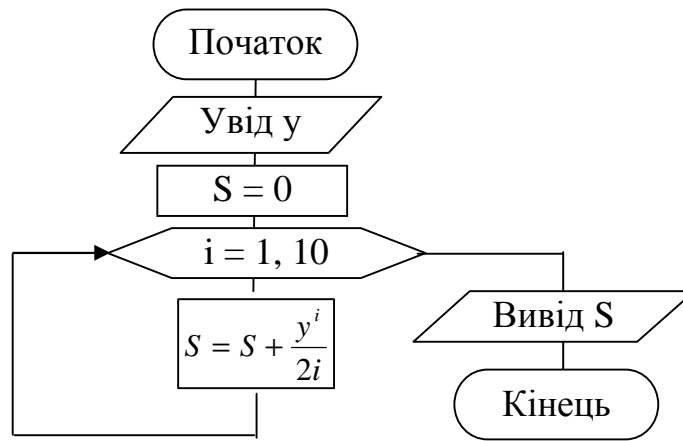 Початок
Увід y
S = 0
i = 1, 10
S = S + y^i/2i
Вивід S
Кінець